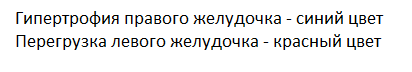 Гипертрофия правого желудочка - синий цвет
Перегрузка левого желудочка - красный цвет